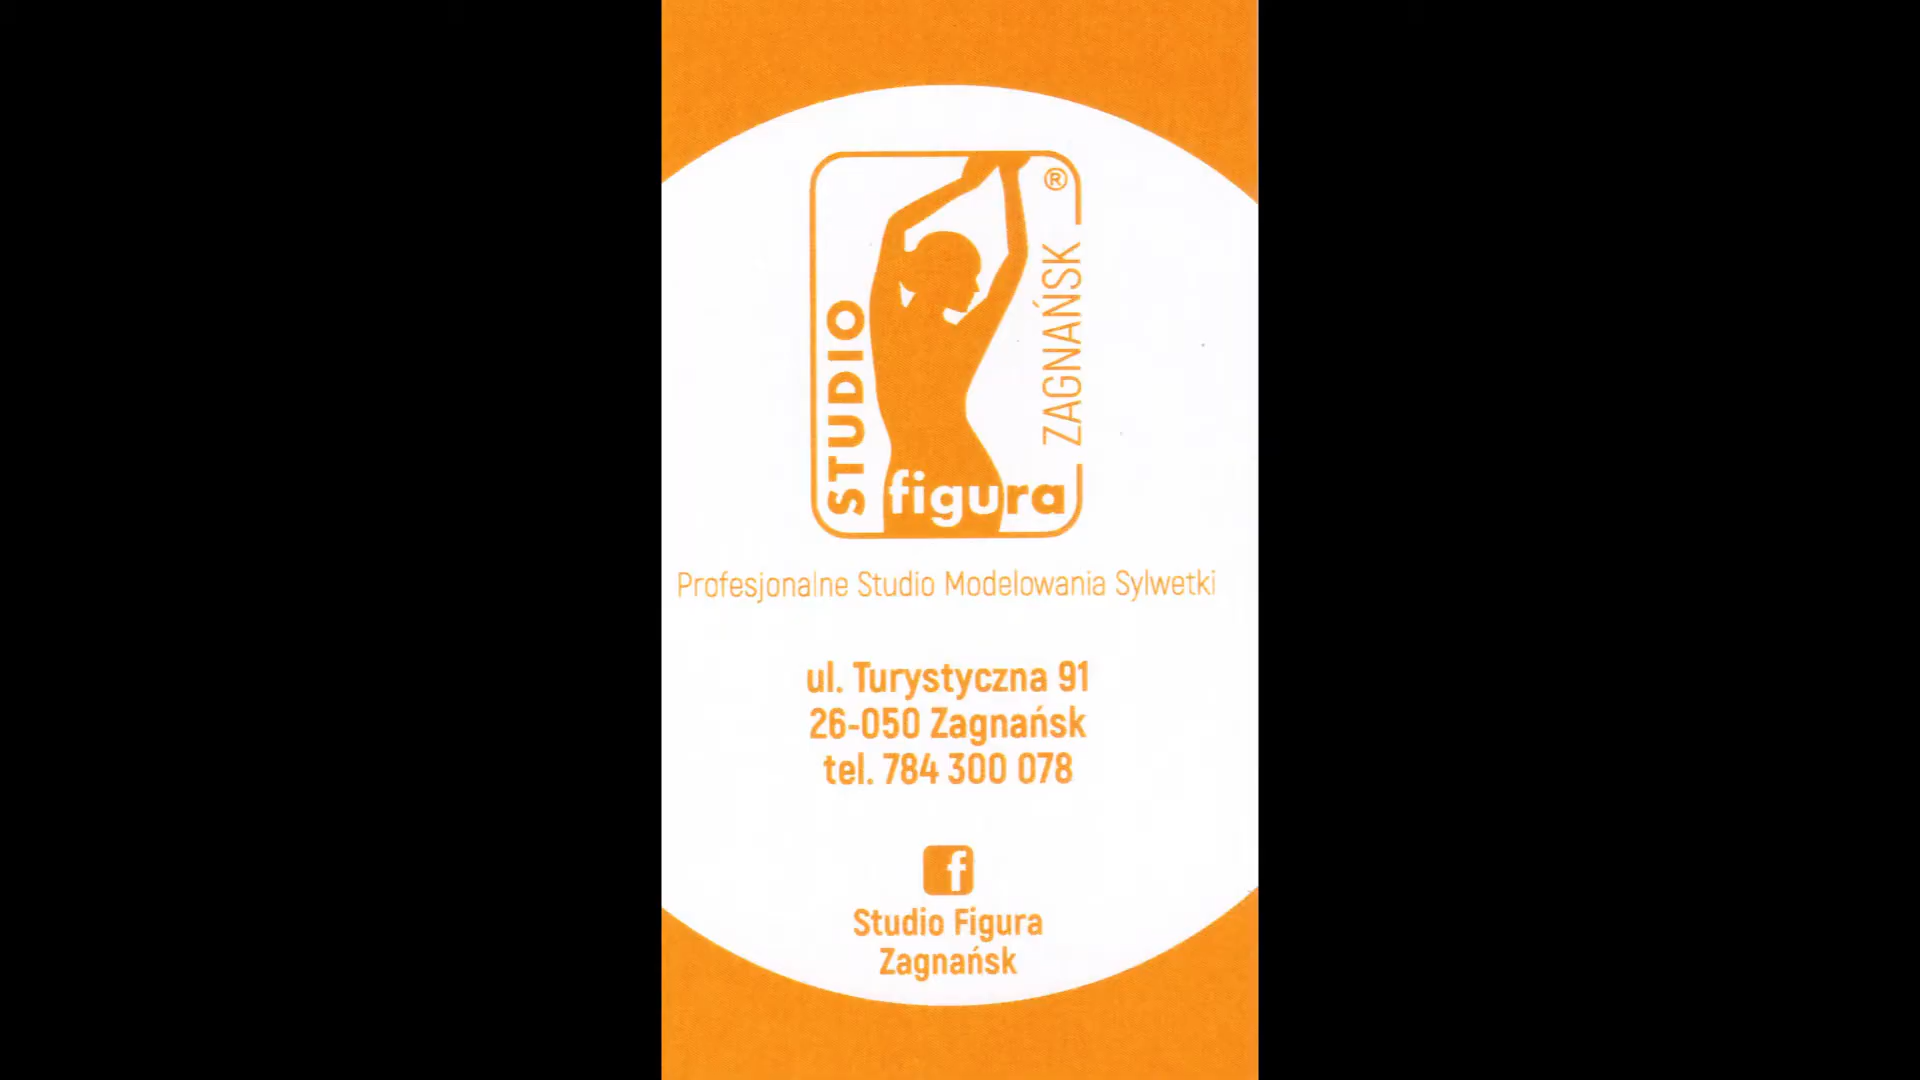 STUDIO
figura
ZAGNAŃSK
®
Profesjonalne Studio Modelowania Sylwetki
ul. Turystyczna 91
26-050 Zagnańsk
tel. 784 300 078
f
Studio Figura
Zagnańsk